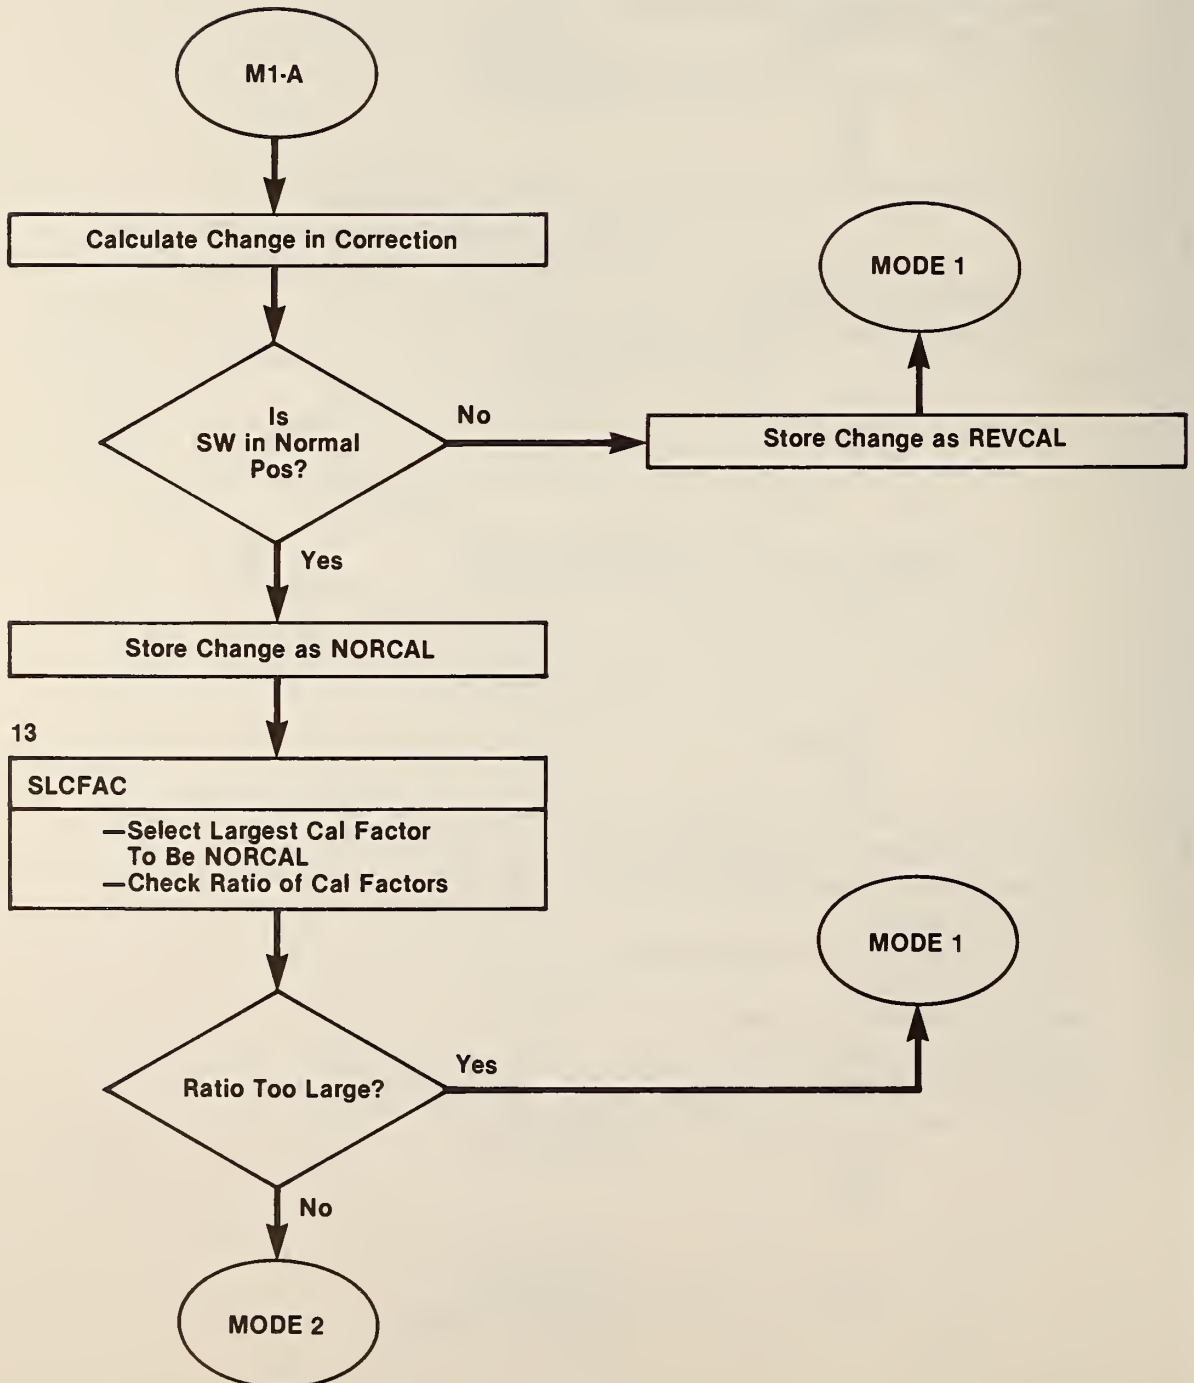 M1-A
Calculate Change in Correction
MODE 1
Is
SW in Normal
Pos?
No
Store Change as REVCAL
Yes
Store Change as NORCAL
13
SLCFAC
—Select Largest Cal Factor
To Be NORCAL
—Check Ratio of Cal Factors
MODE 1
Ratio Too Large?
Yes
No
MODE 2